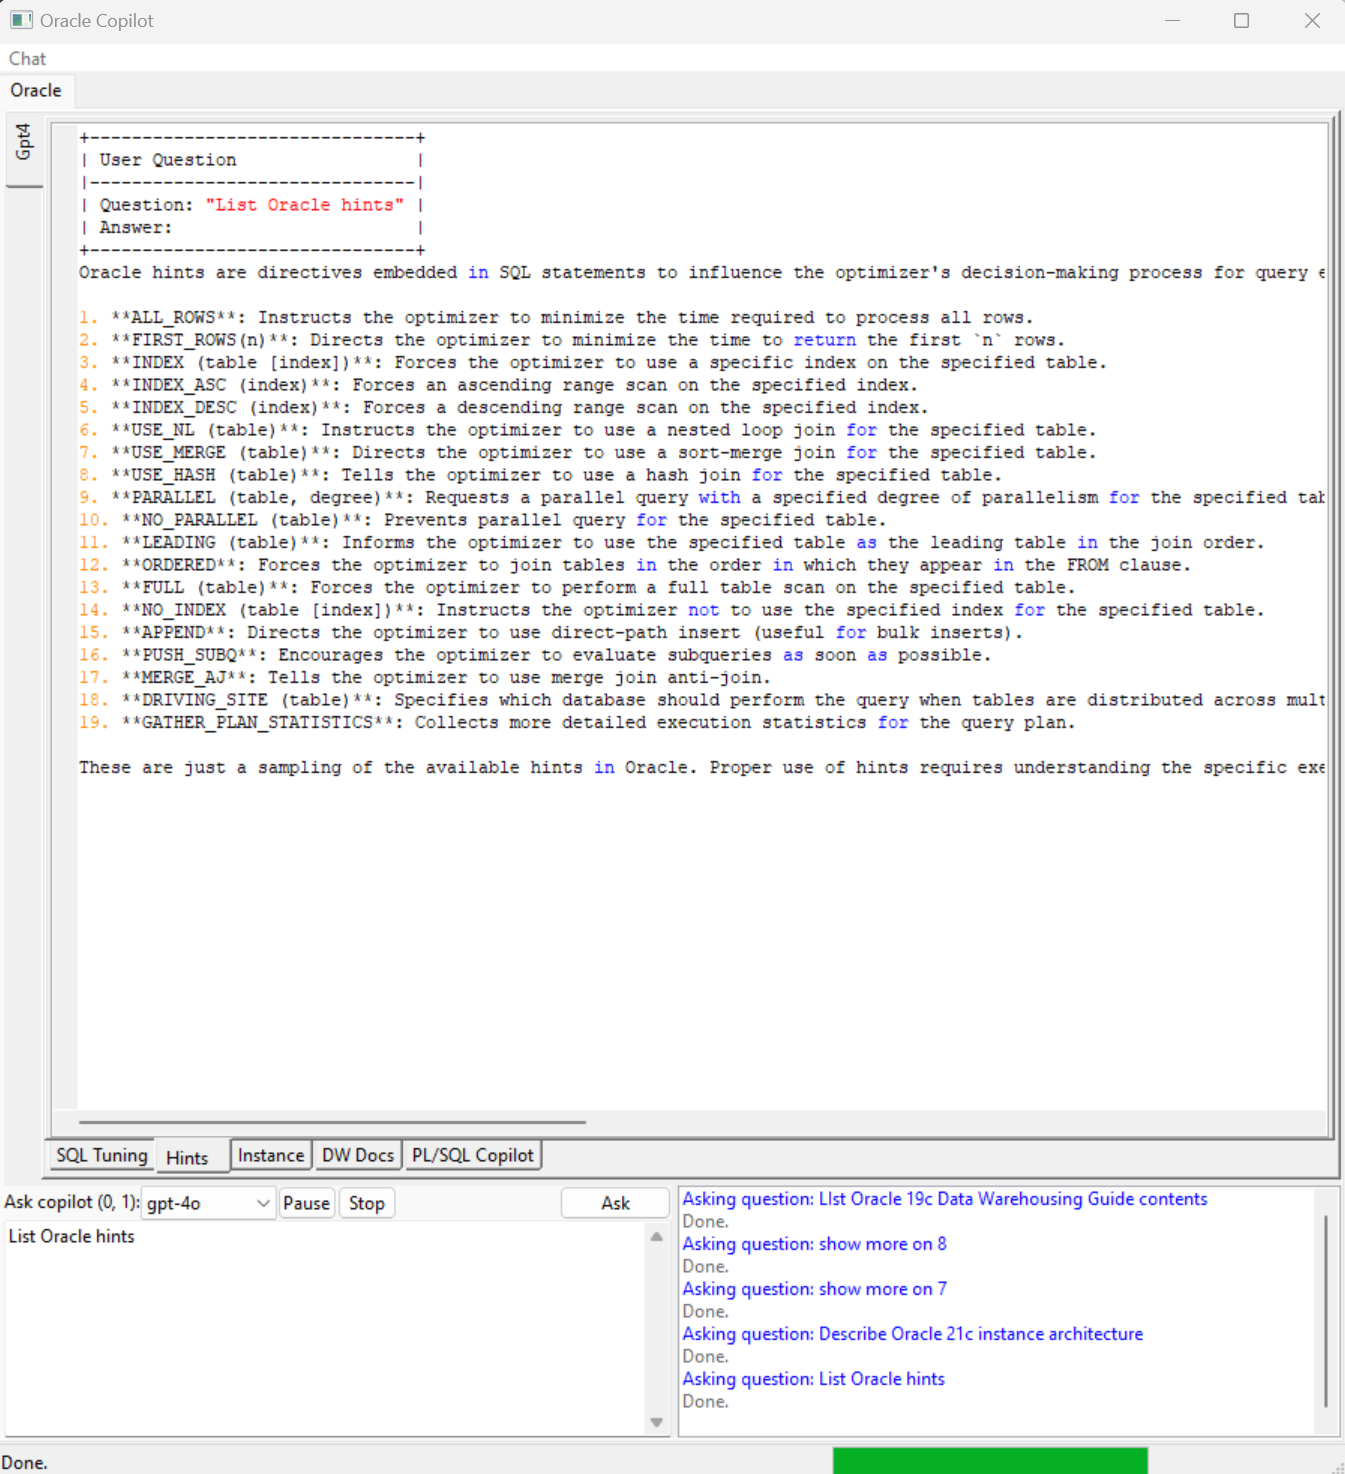 Oracle Copilot
Chat
Oracle
Gpt4
+-------------------------------+
| User Question                 |
|-------------------------------|
| Question: "List Oracle hints" |
| Answer:                       |
+-------------------------------+
Oracle hints are directives embedded in SQL statements to influence the optimizer's decision-making process for query e
1. **ALL_ROWS**: Instructs the optimizer to minimize the time required to process all rows.
2. **FIRST_ROWS(n)**: Directs the optimizer to minimize the time to return the first `n` rows.
3. **INDEX (table [index])**: Forces the optimizer to use a specific index on the specified table.
4. **INDEX_ASC (index)**: Forces an ascending range scan on the specified index.
5. **INDEX_DESC (index)**: Forces a descending range scan on the specified index.
6. **USE_NL (table)**: Instructs the optimizer to use a nested loop join for the specified table.
7. **USE_MERGE (table)**: Directs the optimizer to use a sort-merge join for the specified table.
8. **USE_HASH (table)**: Tells the optimizer to use a hash join for the specified table.
9. **PARALLEL (table, degree)**: Requests a parallel query with a specified degree of parallelism for the specified tab
10. **NO_PARALLEL (table)**: Prevents parallel query for the specified table.
11. **LEADING (table)**: Informs the optimizer to use the specified table as the leading table in the join order.
12. **ORDERED**: Forces the optimizer to join tables in the order in which they appear in the FROM clause.
13. **FULL (table)**: Forces the optimizer to perform a full table scan on the specified table.
14. **NO_INDEX (table [index])**: Instructs the optimizer not to use the specified index for the specified table.
15. **APPEND**: Directs the optimizer to use direct-path insert (useful for bulk inserts).
16. **PUSH_SUBQ**: Encourages the optimizer to evaluate subqueries as soon as possible.
17. **MERGE_AJ**: Tells the optimizer to use merge join anti-join.
18. **DRIVING_SITE (table)**: Specifies which database should perform the query when tables are distributed across mult
19. **GATHER_PLAN_STATISTICS**: Collects more detailed execution statistics for the query plan.
These are just a sampling of the available hints in Oracle. Proper use of hints requires understanding the specific exe
SQL Tuning Hints Instance DW Docs PL/SQL Copilot
Ask copilot (0, 1): gpt-4o Pause Stop Ask
List Oracle hints
Asking question: LIst Oracle 19c Data Warehousing Guide contents
Done.
Asking question: show more on 8
Done.
Asking question: show more on 7
Done.
Asking question: Describe Oracle 21c instance architecture
Done.
Asking question: List Oracle hints
Done.
Done.